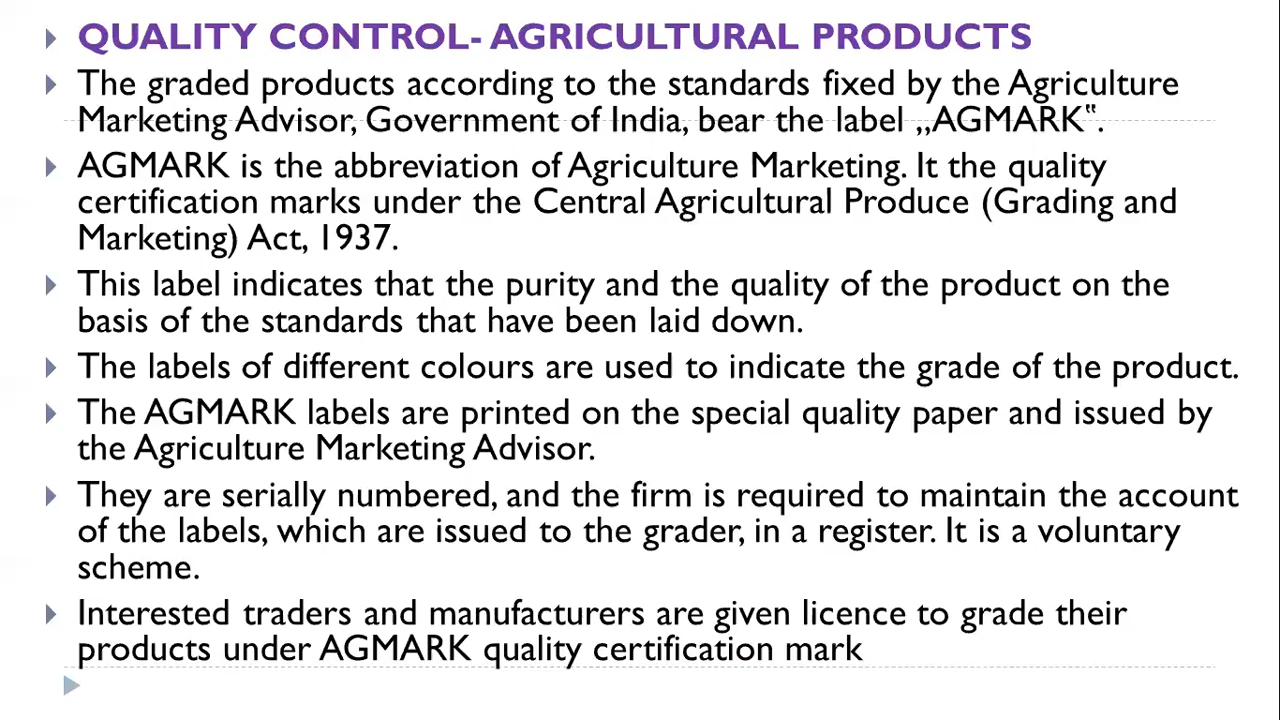 QUALITY CONTROL- AGRICULTURAL PRODUCTS
The graded products according to the standards fixed by the Agriculture
Marketing Advisor, Government of India, bear the label „AGMARK‟.
AGMARK is the abbreviation of Agriculture Marketing. It the quality
certification marks under the Central Agricultural Produce (Grading and
Marketing) Act, 1937.
This label indicates that the purity and the quality of the product on the
basis of the standards that have been laid down.
The labels of different colours are used to indicate the grade of the product.
The AGMARK labels are printed on the special quality paper and issued by
the Agriculture Marketing Advisor.
They are serially numbered, and the firm is required to maintain the account
of the labels, which are issued to the grader, in a register. It is a voluntary
scheme.
Interested traders and manufacturers are given licence to grade their
products under AGMARK quality certification mark